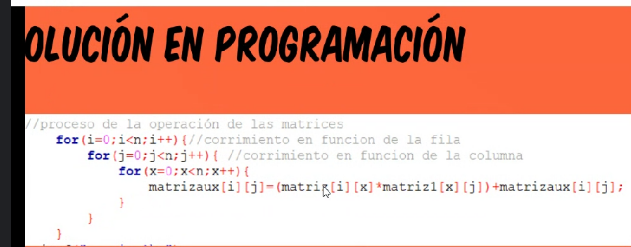 OLUCIÓN EN PROGRAMACIÓN
//proceso de la operación de las matrices
for(i=0;i<n;i++){//corrimiento en funcion de la fila
for(j=0;j<n;j++){ //corrimiento en funcion de la columna
for(x=0;x<n;x++){
matrizaux[i][j]=(matriz[i][x]*matriz1[x][j])+matrizaux[i][j];
}
}
}